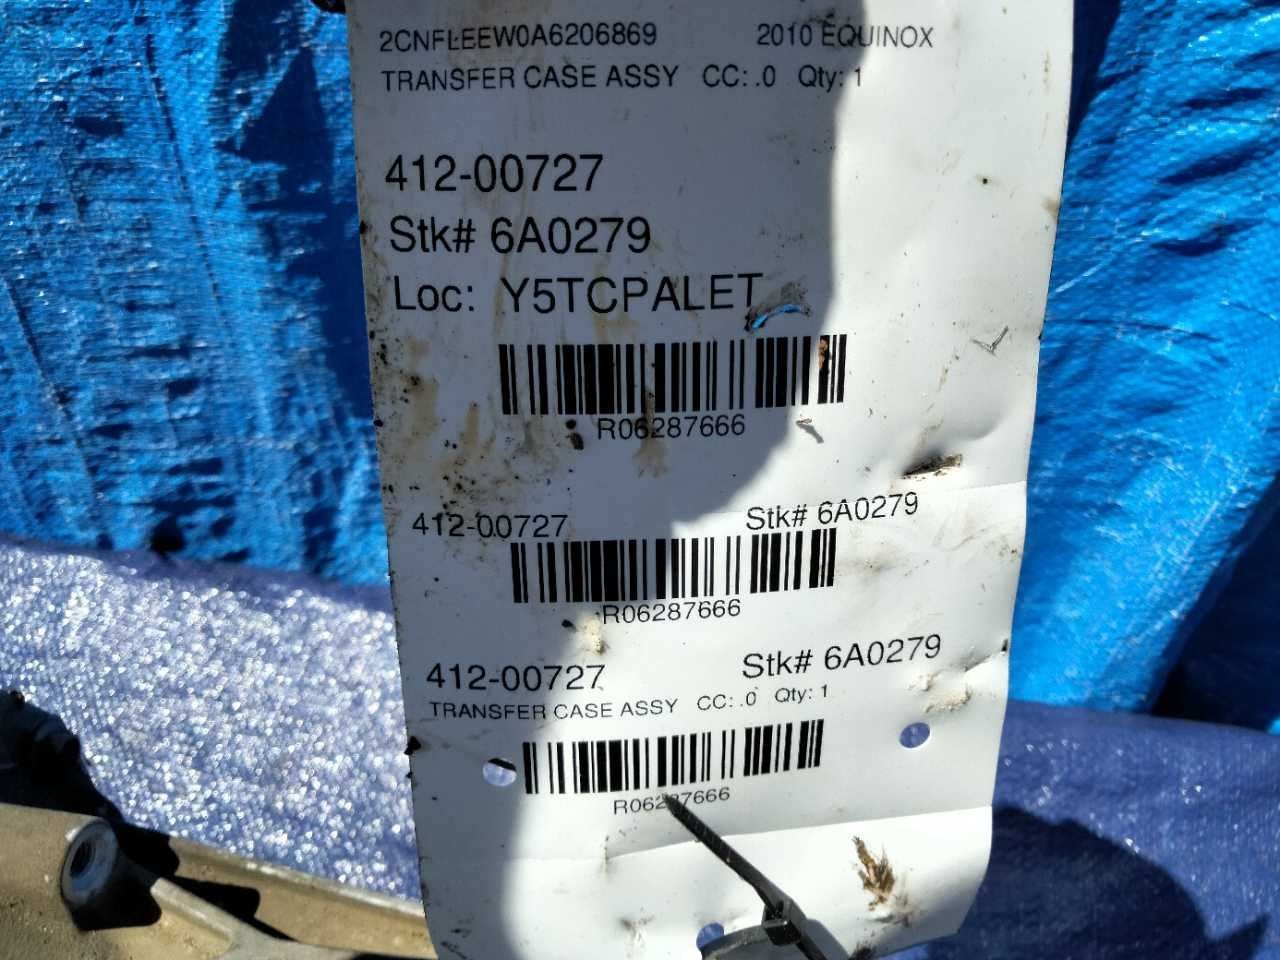 2CNFLEEW0A6206869 2010 EQUINOX
TRANSFER CASE ASSY CC: .0 Qty: 1
412-00727
Stk# 6A0279
Loc: Y5TCPALET
R06287666
412-00727 Stk# 6A0279
R06287666
412-00727 Stk# 6A0279
TRANSFER CASE ASSY CC: .0 Qty: 1
R06287666